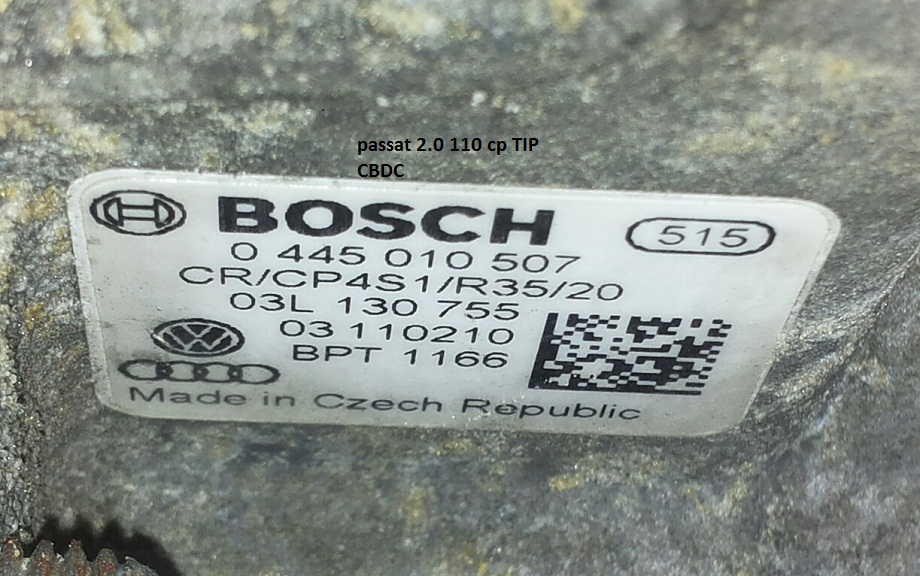 passat 2.0 110 cp TIP
CBDC
BOSCH
515
0 445 010 507
CR/CP4S1/R35/20
03L 130 755
03 110210
BPT 1166
Made in Czech Republic